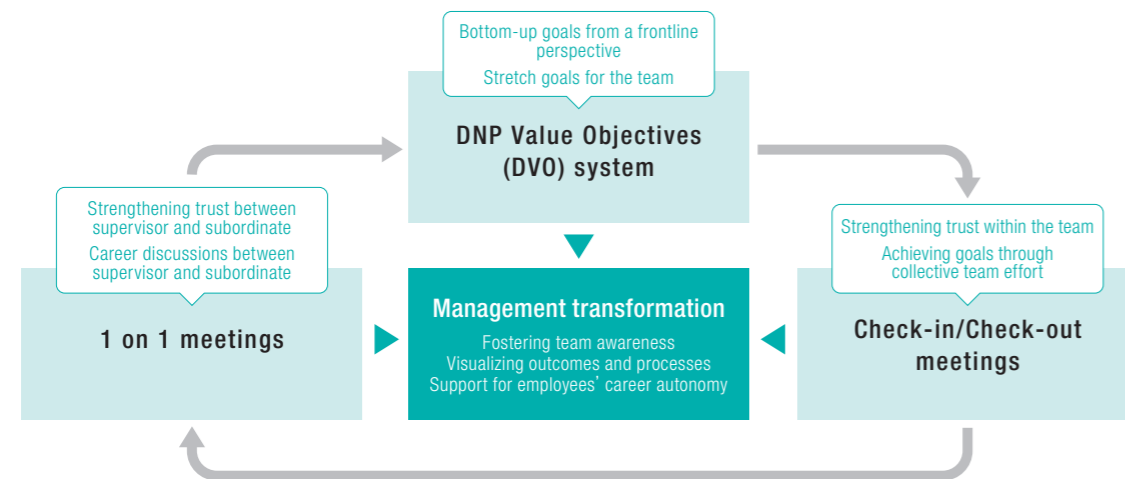 Bottom-up goals from a frontline
perspective
Stretch goals for the team
DNP Value Objectives
(DVO) system
Strengthening trust between
supervisor and subordinate
Career discussions between
supervisor and subordinate
1 on 1 meetings
Strengthening trust within the team
Achieving goals through
collective team effort
Check-in/Check-out
meetings
Management transformation
Fostering team awareness
Visualizing outcomes and processes
Support for employees’ career autonomy